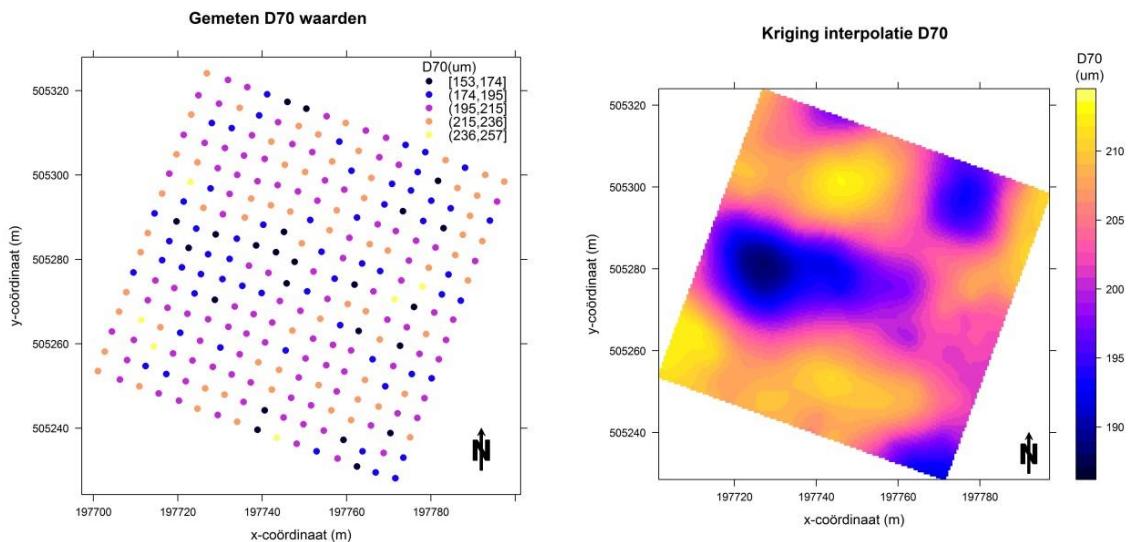 Gemeten D70 waarden
D70(um)
[153,174]
(174,195]
(195,215]
(215,236]
(236,257]
505320
505300
505280
505260
505240
y-coördinaat (m)
197700 197720 197740 197760 197780
x-coördinaat (m)
N
Kriging interpolatie D70
D70
(um)
210
205
200
195
190
505320
505300
505280
505260
505240
y-coördinaat (m)
197720 197740 197760 197780
x-coördinaat (m)
N